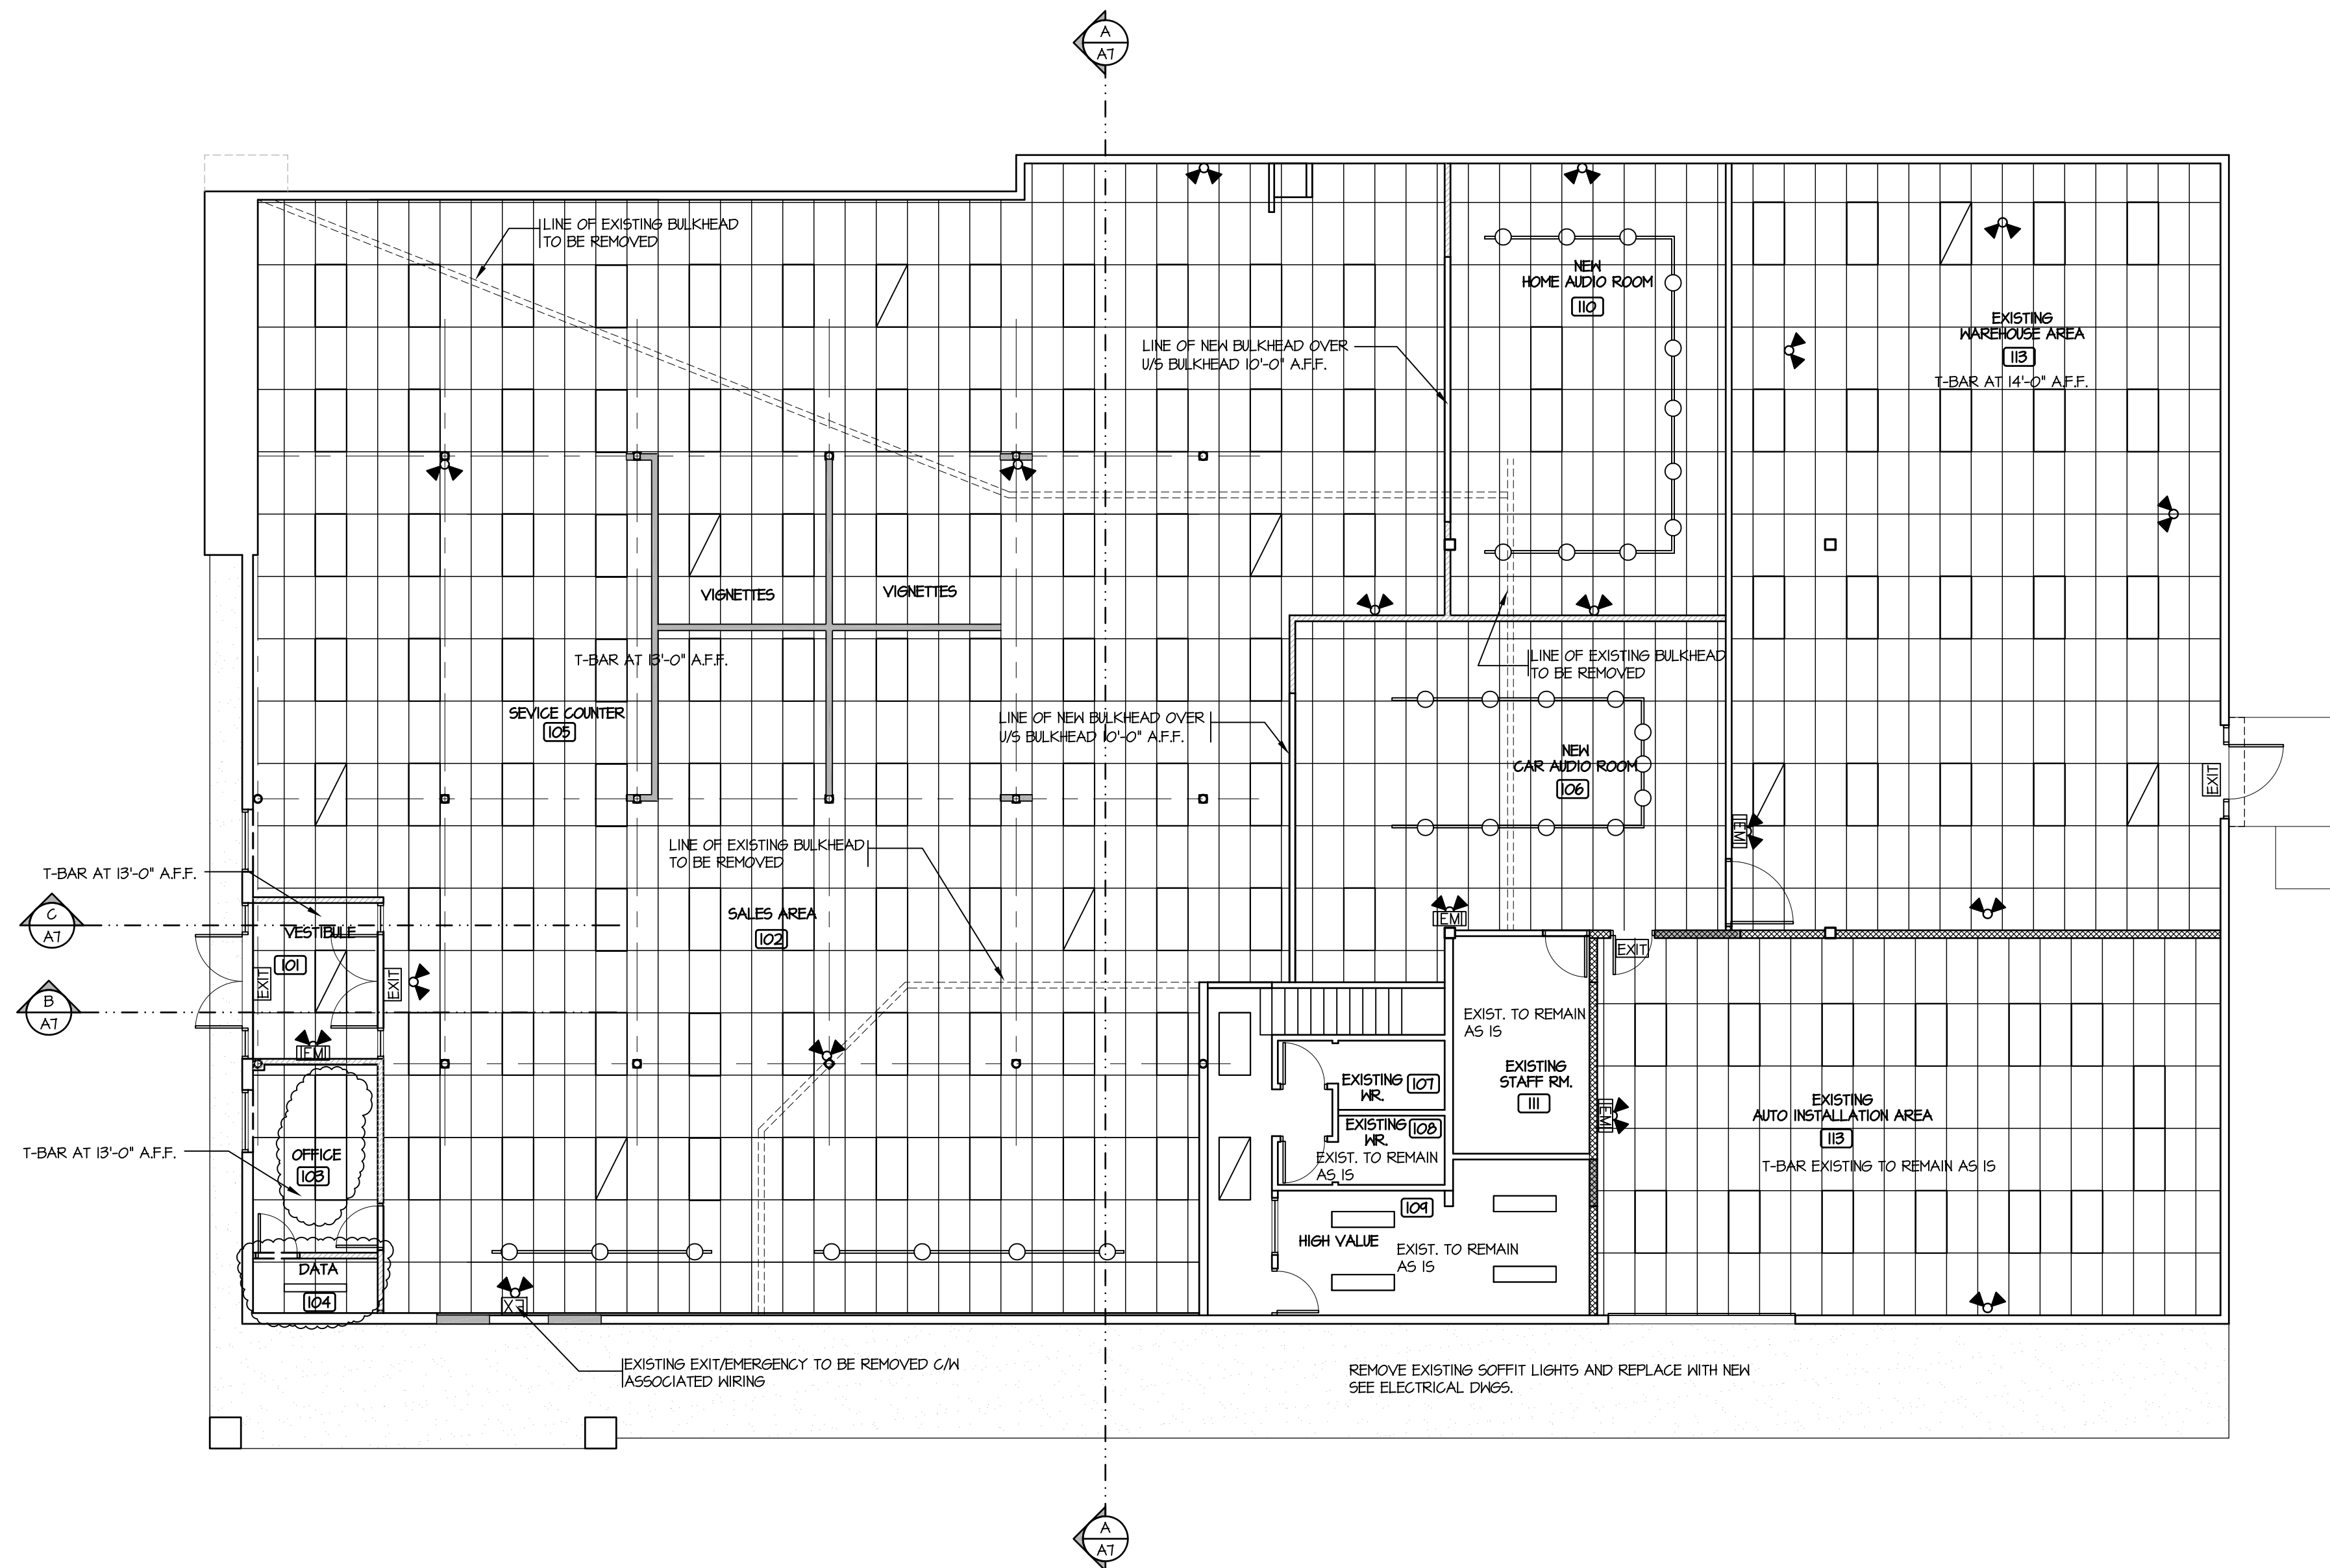 A
A7
LINE OF EXISTING BULKHEAD
TO BE REMOVED
NEW
HOME AUDIO ROOM
110
EXISTING
WAREHOUSE AREA
113
T-BAR AT 14'-0" A.F.F.
LINE OF NEW BULKHEAD OVER
U/S BULKHEAD 10'-0" A.F.F.
VIGNETTES
VIGNETTES
T-BAR AT 13'-0" A.F.F.
LINE OF EXISTING BULKHEAD
TO BE REMOVED
SEVICE COUNTER
105
LINE OF NEW BULKHEAD OVER
U/S BULKHEAD 10'-0" A.F.F.
NEW
CAR AUDIO ROOM
106
EXIT
EM
LINE OF EXISTING BULKHEAD
TO BE REMOVED
T-BAR AT 13'-0" A.F.F.
C
A7
VESTIBULE
101
SALES AREA
102
EM
EXIT
EXIT
EXIT
B
A7
EM
EXIST. TO REMAIN
AS IS
EXISTING
STAFF RM.
111
EXISTING
WR.
107
EXISTING
WR.
108
EXIST. TO REMAIN
AS IS
EM
EXISTING
AUTO INSTALLATION AREA
113
T-BAR EXISTING TO REMAIN AS IS
T-BAR AT 13'-0" A.F.F.
OFFICE
103
109
HIGH VALUE
EXIST. TO REMAIN
AS IS
DATA
104
EX
EXISTING EXIT/EMERGENCY TO BE REMOVED C/W
ASSOCIATED WIRING
REMOVE EXISTING SOFFIT LIGHTS AND REPLACE WITH NEW
SEE ELECTRICAL DWGS.
A
A7